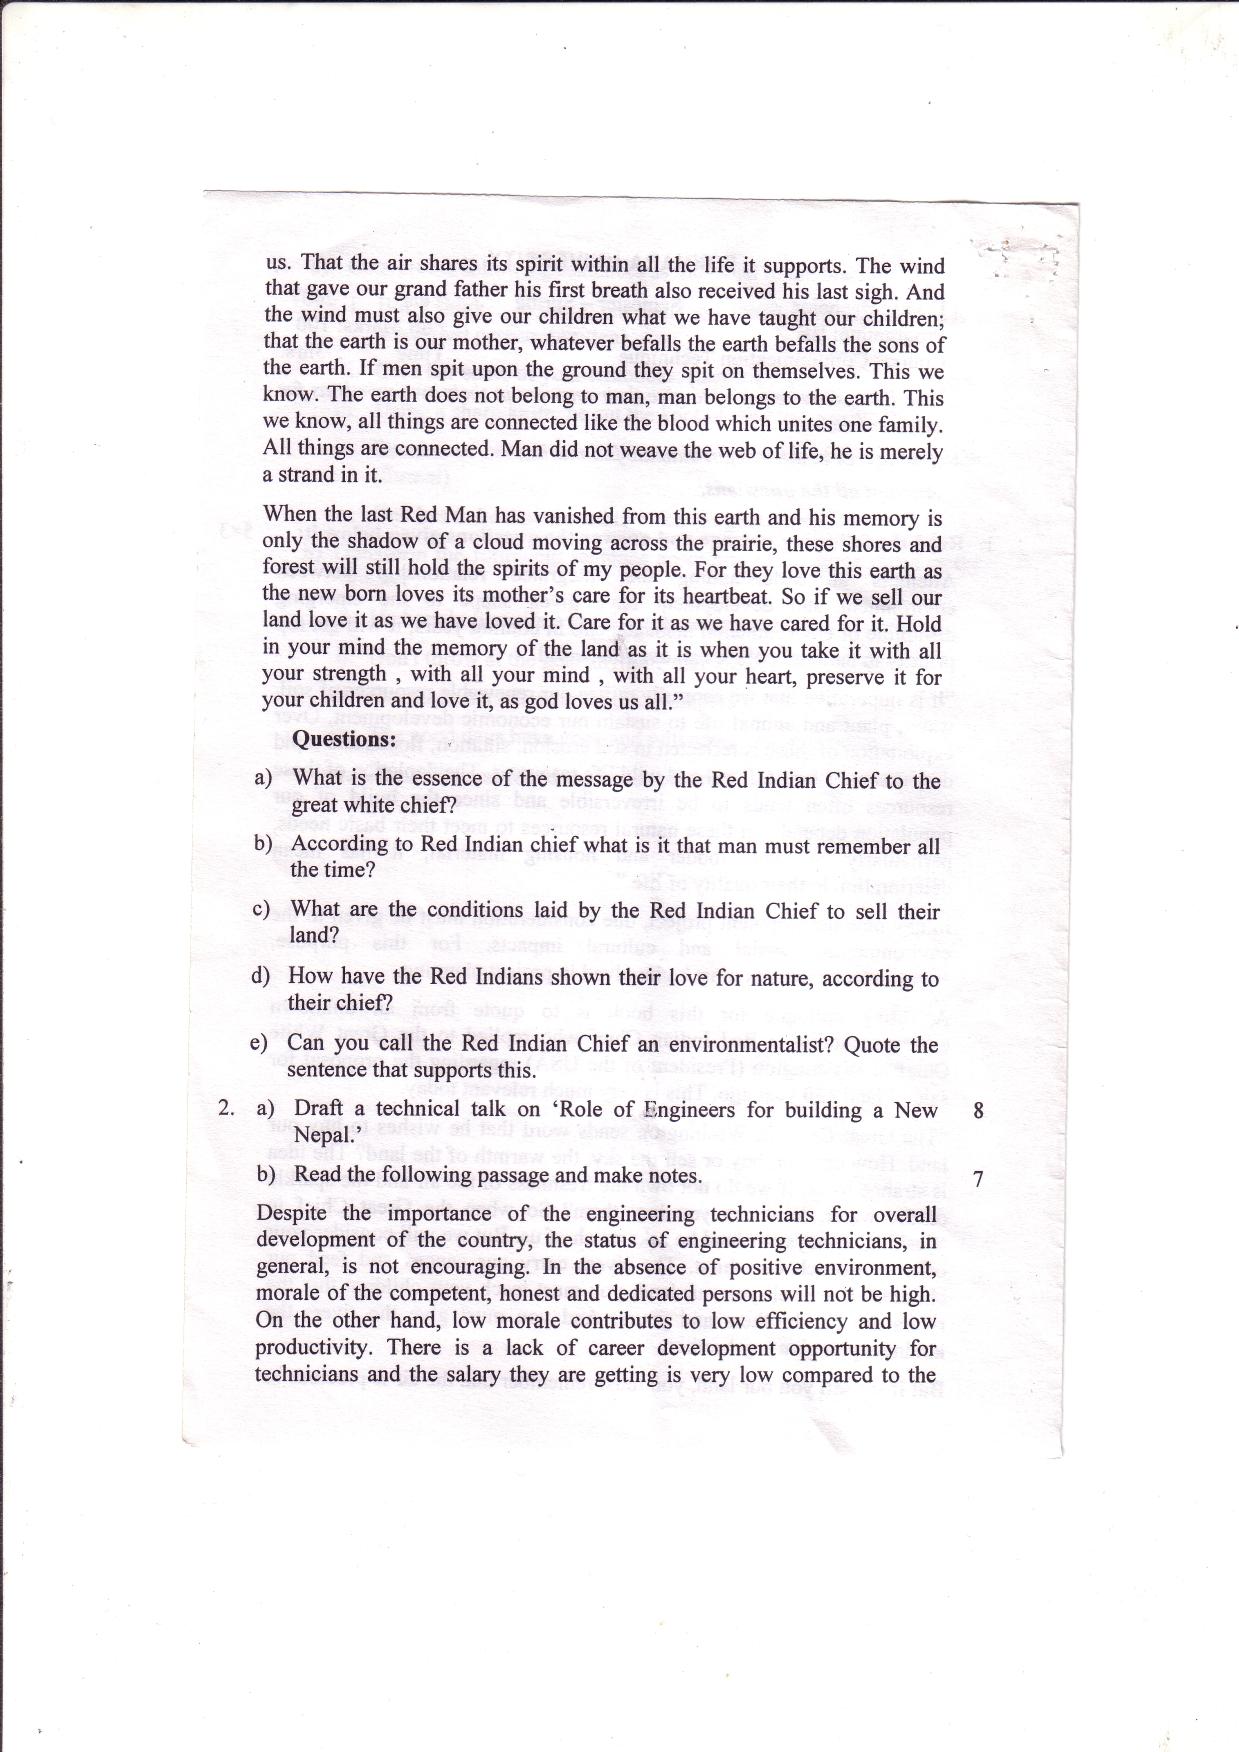 us. That the air shares its spirit within all the life it supports. The wind
that gave our grand father his first breath also received his last sigh. And
the wind must also give our children what we have taught our children;
that the earth is our mother, whatever befalls the earth befalls the sons of
the earth. If men spit upon the ground they spit on themselves. This we
know. The earth does not belong to man, man belongs to the earth. This
we know, all things are connected like the blood which unites one family.
All things are connected. Man did not weave the web of life, he is merely
a strand in it.
When the last Red Man has vanished from this earth and his memory is
only the shadow of a cloud moving across the prairie, these shores and
forest will still hold the spirits of my people. For they love this earth as
the new born loves its mother’s care for its heartbeat. So if we sell our
land love it as we have loved it. Care for it as we have cared for it. Hold
in your mind the memory of the land as it is when you take it with all
your strength , with all your mind , with all your heart, preserve it for
your children and love it, as god loves us all.”
Questions:
a) What is the essence of the message by the Red Indian Chief to the
great white chief?
b) According to Red Indian chief what is it that man must remember all
the time?
c) What are the conditions laid by the Red Indian Chief to sell their
land?
d) How have the Red Indians shown their love for nature, according to
their chief?
e) Can you call the Red Indian Chief an environmentalist? Quote the
sentence that supports this.
2. a) Draft a technical talk on ‘Role of Engineers for building a New 8
Nepal.’
b) Read the following passage and make notes. 7
Despite the importance of the engineering technicians for overall
development of the country, the status of engineering technicians, in
general, is not encouraging. In the absence of positive environment,
morale of the competent, honest and dedicated persons will not be high.
On the other hand, low morale contributes to low efficiency and low
productivity. There is a lack of career development opportunity for
technicians and the salary they are getting is very low compared to the